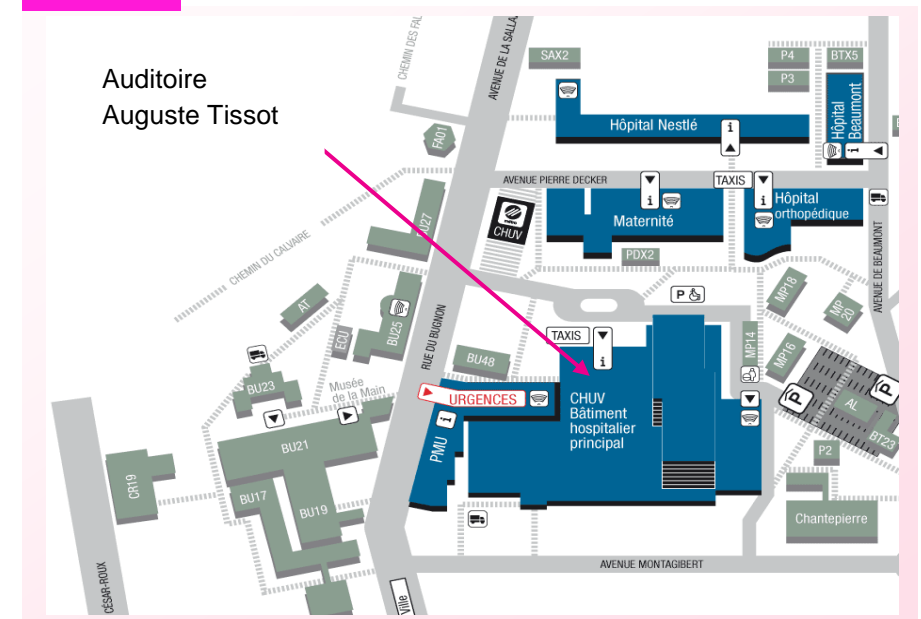 Auditoire
Auguste Tissot
CHEMIN DES FAL
AVENUE DE LA SALLA
SAX2
P4
BTX5
P3
Hôpital Nestlé
i
Hôpital
Beaumont
i
FA01
AVENUE PIERRE DECKER
TAXIS
i
i
Maternité
Hôpital
orthopédique
CHUV
BU27
CHEMIN DU CALVAIRE
PDX2
AVENUE DE BEAUMONT
P
MP18
MP
20
AT
ECU
BU25
RUE DU BUGNON
BU48
TAXIS
i
MP14
MP16
P
P
BU23
Musée
de la Main
URGENCES
i
PMU
CHUV
Bâtiment
hospitalier
principal
AL
BT23
P2
BU21
CR19
BU17
BU19
Chantepierre
AVENUE MONTAGIBERT
CÉSAR-ROUX
Ville